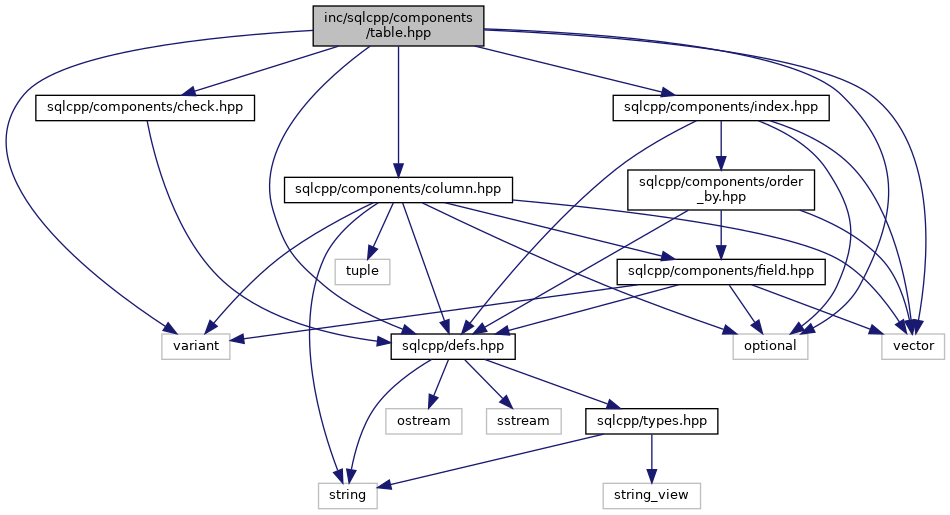 inc/sqlcpp/components
/table.hpp
sqlcpp/components/check.hpp
sqlcpp/components/index.hpp
sqlcpp/components/column.hpp
sqlcpp/components/order
_by.hpp
tuple
sqlcpp/components/field.hpp
variant
sqlcpp/defs.hpp
optional
vector
ostream
sstream
sqlcpp/types.hpp
string
string_view